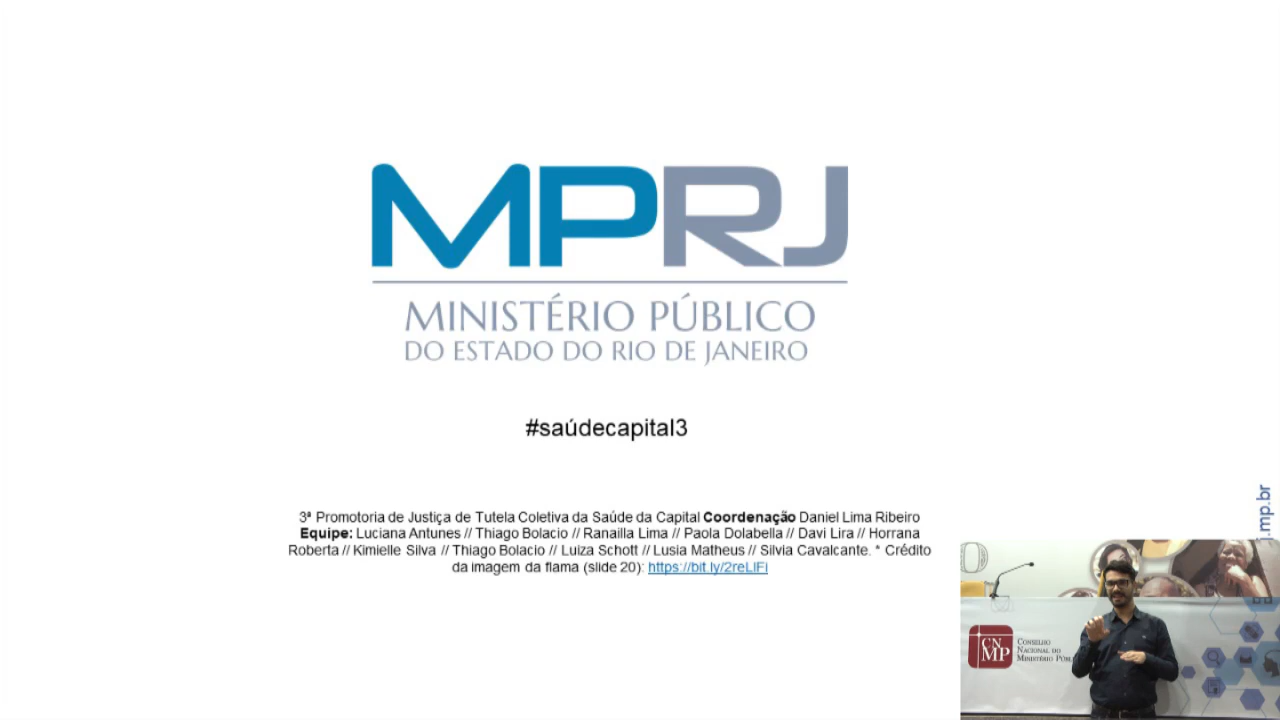 MPRJ
MINISTÉRIO PÚBLICO
DO ESTADO DO RIO DE JANEIRO
#saúdecapital3
3ª Promotoria de Justiça de Tutela Coletiva da Saúde da Capital Coordenação Daniel Lima Ribeiro
Equipe: Luciana Antunes // Thiago Bolacio // Ranailla Lima // Paola Dolabella // Davi Lira // Horrana
Roberta // Kimielle Silva // Thiago Bolacio // Luiza Schott // Lusia Matheus // Silvia Cavalcante. * Crédito
da imagem da flama (slide 20): https://bit.ly/2reLlFi
j.mp.br
CN
MP
CONSELHO
NACIONAL DO
MINISTÉRIO